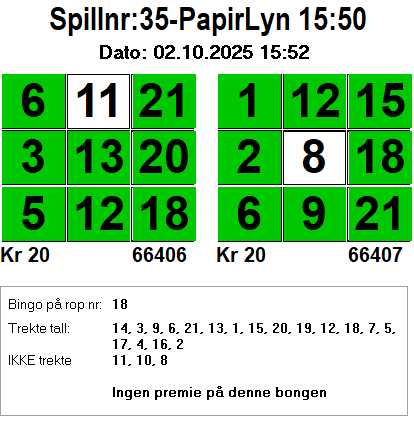 Spillnr:35-PapirLyn 15:50
Dato: 02.10.2025 15:52
6 11 21 1 12 15
3 13 20 2 8 18
5 12 18 6 9 21
Kr 20 66406 Kr 20 66407
Bingo på rop nr: 18
Trekte tall: 14, 3, 9, 6, 21, 13, 1, 15, 20, 19, 12, 18, 7, 5,
17, 4, 16, 2
IKKE trekte 11, 10, 8
Ingen premie på denne bongen